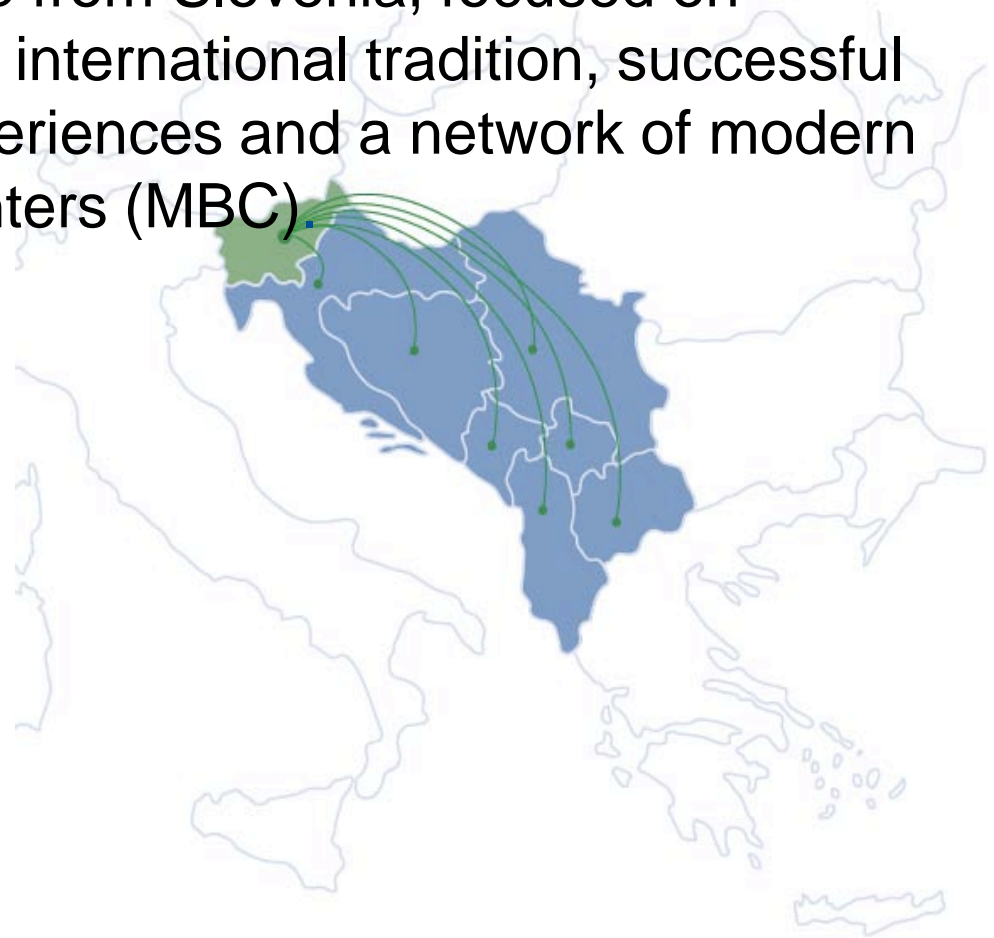 from Slovenia, focused on
international tradition, successful
eriences and a network of modern
ters (MBC).